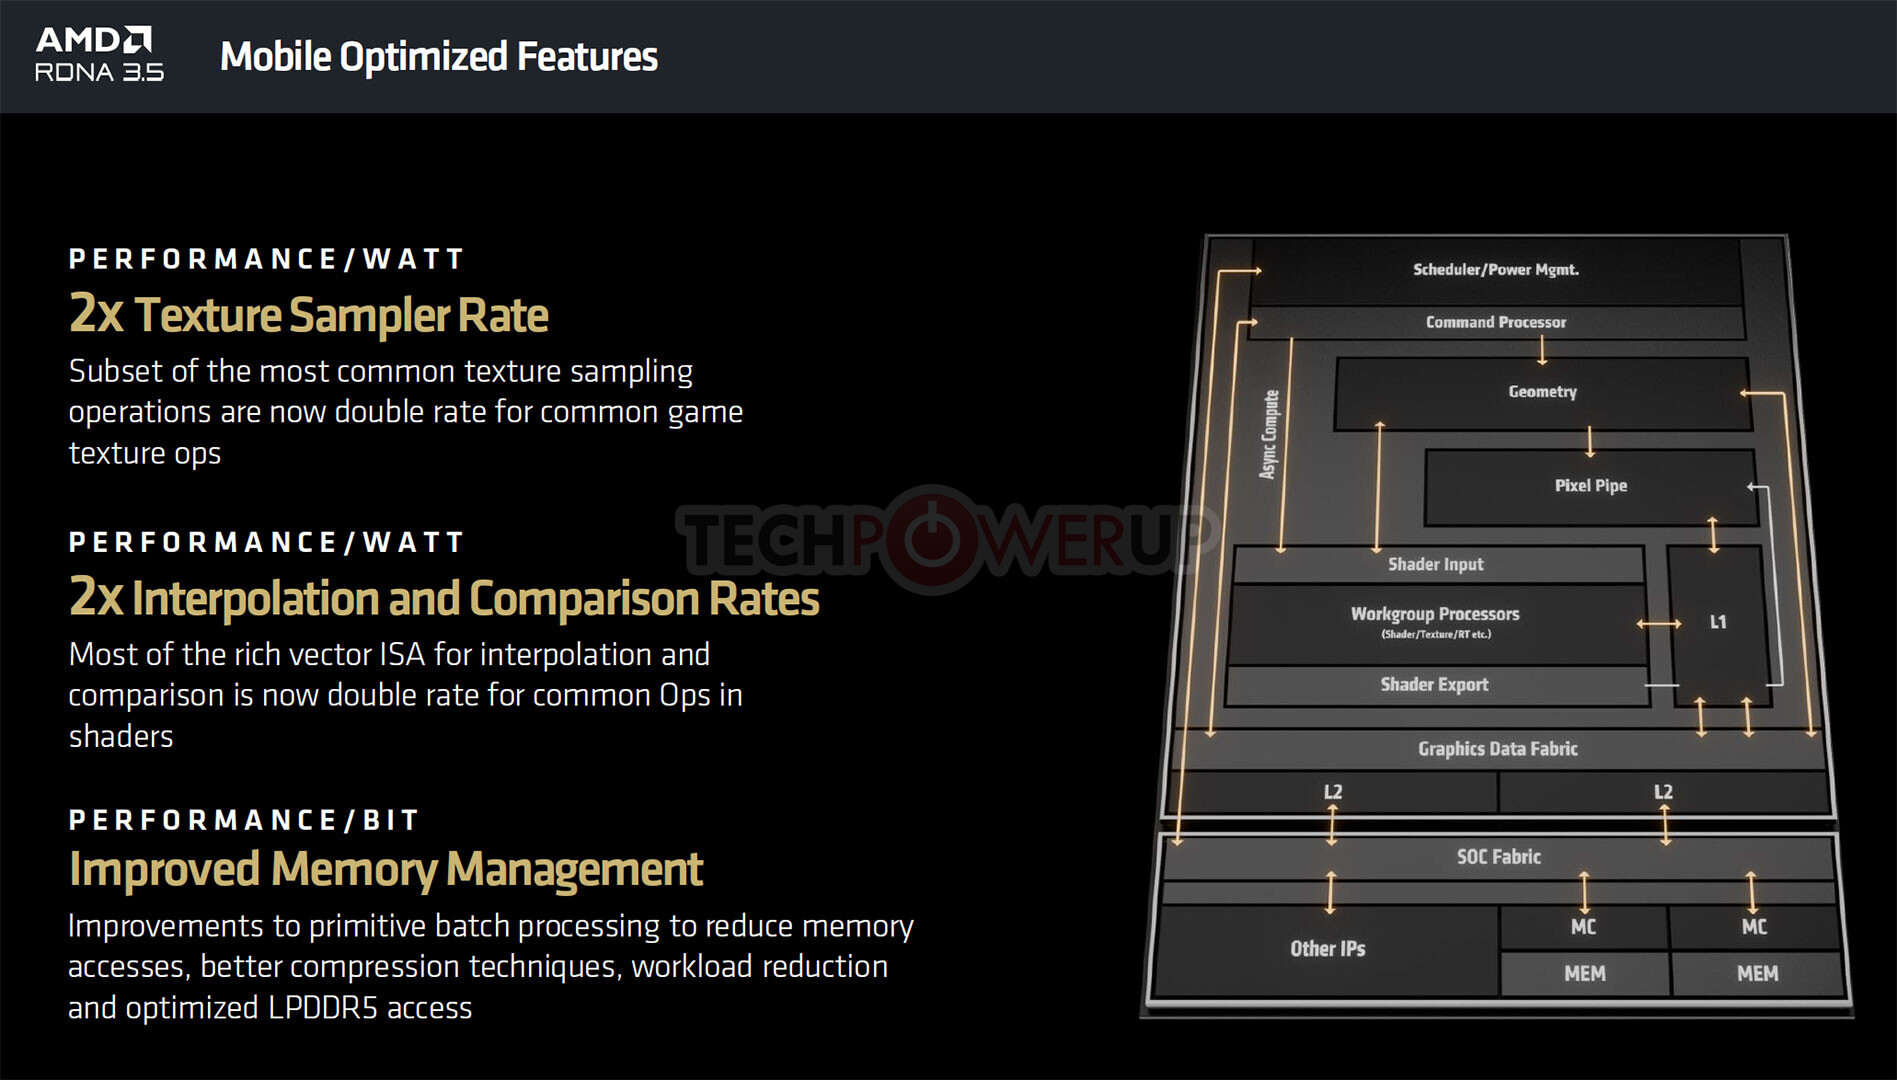 AMD
RDNA 3.5
Mobile Optimized Features
PERFORMANCE/WATT
2x Texture Sampler Rate
Subset of the most common texture sampling
operations are now double rate for common game
texture ops
PERFORMANCE/WATT
2x Interpolation and Comparison Rates
Most of the rich vector ISA for interpolation and
comparison is now double rate for common Ops in
shaders
PERFORMANCE/BIT
Improved Memory Management
Improvements to primitive batch processing to reduce memory
accesses, better compression techniques, workload reduction
and optimized LPDDR5 access
TECHPOWERUP
Scheduler/Power Mgmt.
Command Processor
Geometry
Async Compute
Pixel Pipe
Shader Input
Workgroup Processors
(Shader/Texture/RT etc.)
L1
Shader Export
Graphics Data Fabric
L2
L2
SOC Fabric
Other IPs
MC
MC
MEM
MEM